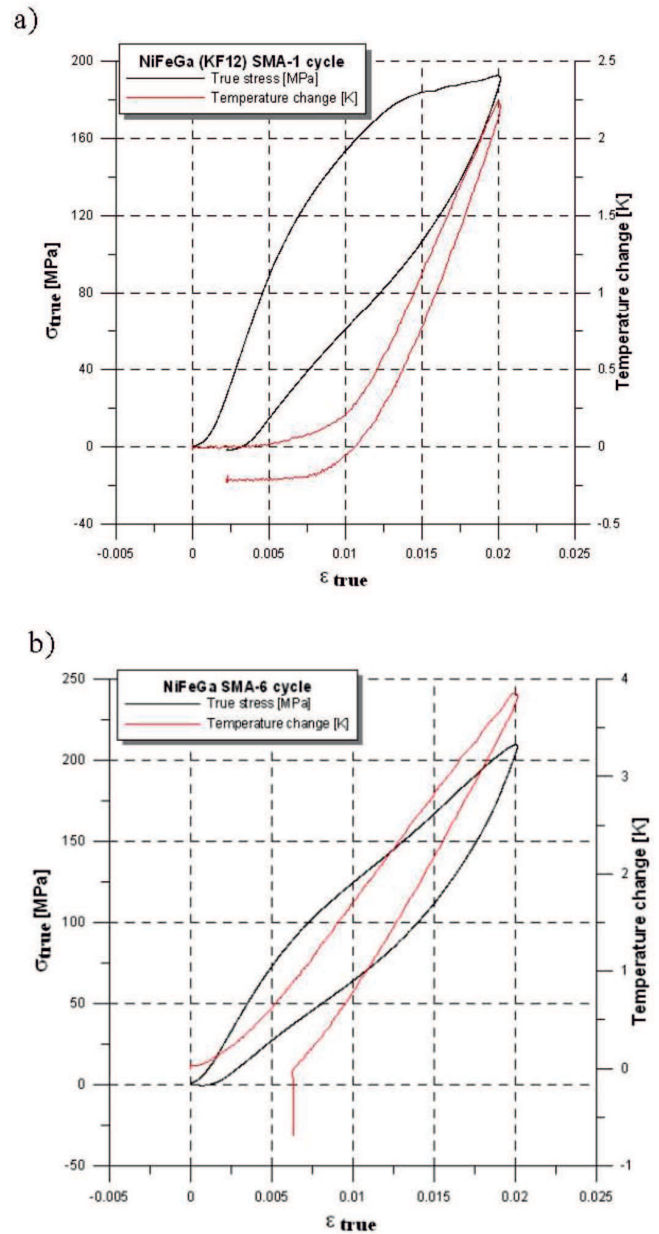 a)
NiFeGa (KF12) SMA-1 cycle
True stress [MPa]
Temperature change [K]
200
160
120
80
40
0
-40
σtrue [MPa]
2.5
2
1.5
1
0.5
0
-0.5
Temperature change [K]
-0.005 0 0.005 0.01 0.015 0.02 0.025
ε true
b)
NiFeGa SMA-6 cycle
True stress [MPa]
Temperature change [K]
250
200
150
100
50
0
-50
σtrue [MPa]
4
3
2
1
0
-1
Temperature change [K]
-0.005 0 0.005 0.01 0.015 0.02 0.025
ε true